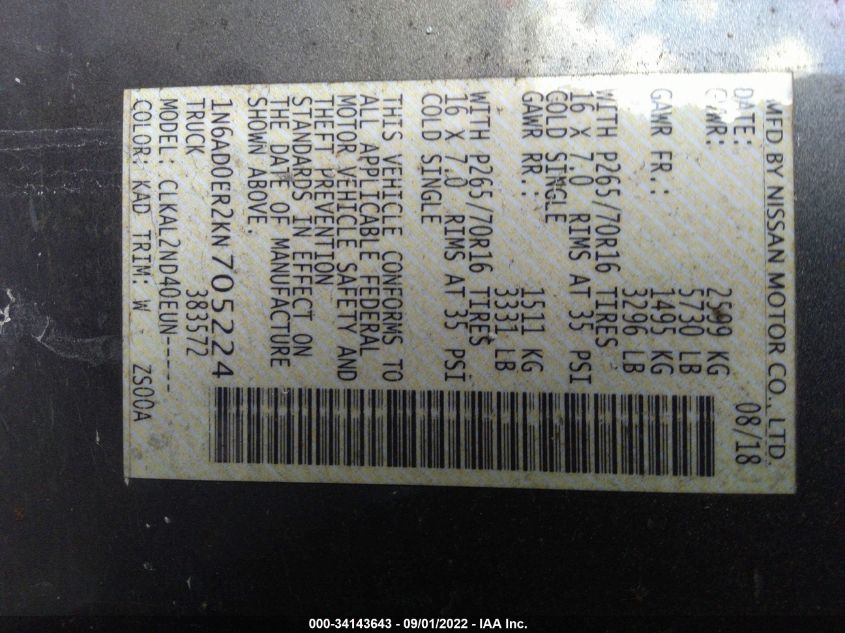 MFD BY NISSAN MOTOR CO., LTD.
DATE: 08/18
GVWR: 2599 KG
5730 LB
GAWR FR.: 1495 KG
3296 LB
WITH P265/70R16 TIRES
16 X 7.0 RIMS AT 35 PSI
COLD SINGLE
GAWR RR.: 1511 KG
3331 LB
WITH P265/70R16 TIRES
16 X 7.0 RIMS AT 35 PSI
COLD SINGLE
THIS VEHICLE CONFORMS TO
ALL APPLICABLE FEDERAL
MOTOR VEHICLE SAFETY AND
THEFT PREVENTION
STANDARDS IN EFFECT ON
THE DATE OF MANUFACTURE
SHOWN ABOVE.
1N6AD0ER2KN705224
TRUCK 383572
MODEL: CLKAL2ND40EUN-----
COLOR: KAD TRIM: W ZS00A
000-34143643 - 09/01/2022 - IAA Inc.